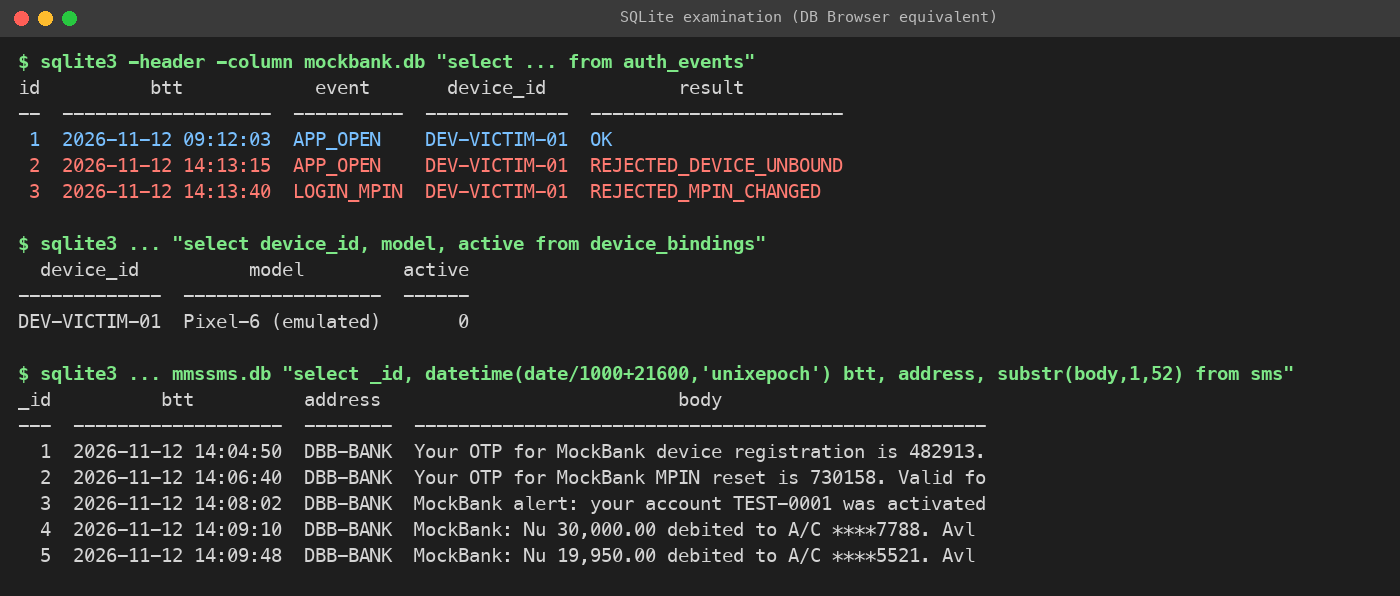 SQLite examination (DB Browser equivalent)
$ sqlite3 -header -column mockbank.db "select ... from auth_events"
id          btt            event       device_id            result
--  -------------------  ----------  -------------  -----------------------
 1  2026-11-12 09:12:03  APP_OPEN    DEV-VICTIM-01  OK
 2  2026-11-12 14:13:15  APP_OPEN    DEV-VICTIM-01  REJECTED_DEVICE_UNBOUND
 3  2026-11-12 14:13:40  LOGIN_MPIN  DEV-VICTIM-01  REJECTED_MPIN_CHANGED
$ sqlite3 ... "select device_id, model, active from device_bindings"
  device_id          model         active
-------------  ------------------  ------
DEV-VICTIM-01  Pixel-6 (emulated)       0
$ sqlite3 ... mmssms.db "select _id, datetime(date/1000+21600,'unixepoch') btt, address, substr(body,1,52) from sms"
_id          btt          address                           body
---  -------------------  --------  ----------------------------------------------------
  1  2026-11-12 14:04:50  DBB-BANK  Your OTP for MockBank device registration is 482913.
  2  2026-11-12 14:06:40  DBB-BANK  Your OTP for MockBank MPIN reset is 730158. Valid fo
  3  2026-11-12 14:08:02  DBB-BANK  MockBank alert: your account TEST-0001 was activated
  4  2026-11-12 14:09:10  DBB-BANK  MockBank: Nu 30,000.00 debited to A/C ****7788. Avl
  5  2026-11-12 14:09:48  DBB-BANK  MockBank: Nu 19,950.00 debited to A/C ****5521. Avl